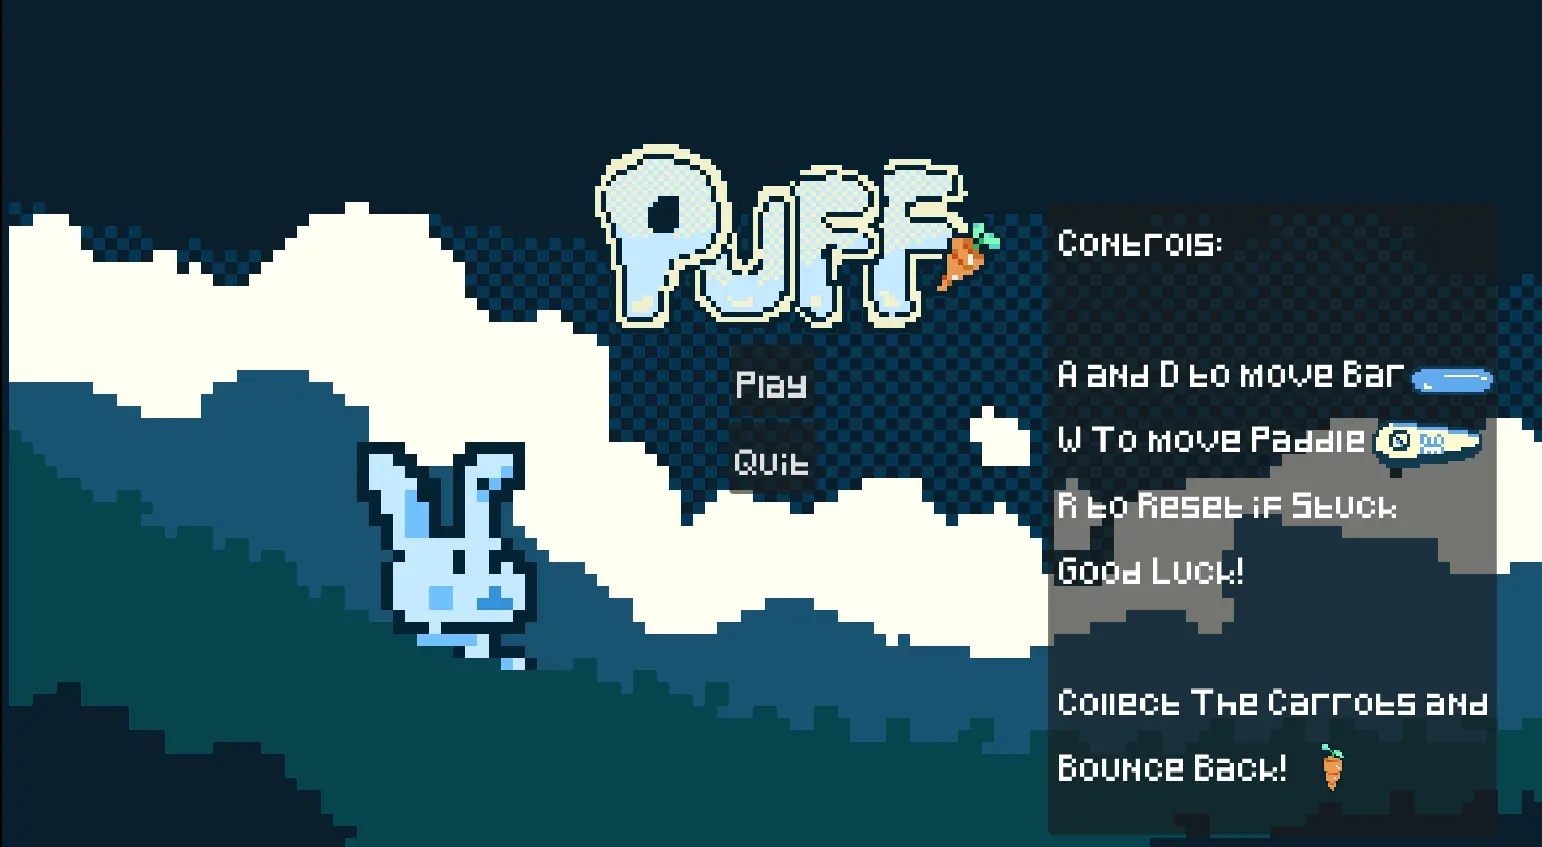 PUFF
Play
Quit
Controls:
A and D to move Bar
W To move Paddle
R to Reset if Stuck
Good Luck!
Collect The Carrots and
Bounce Back!